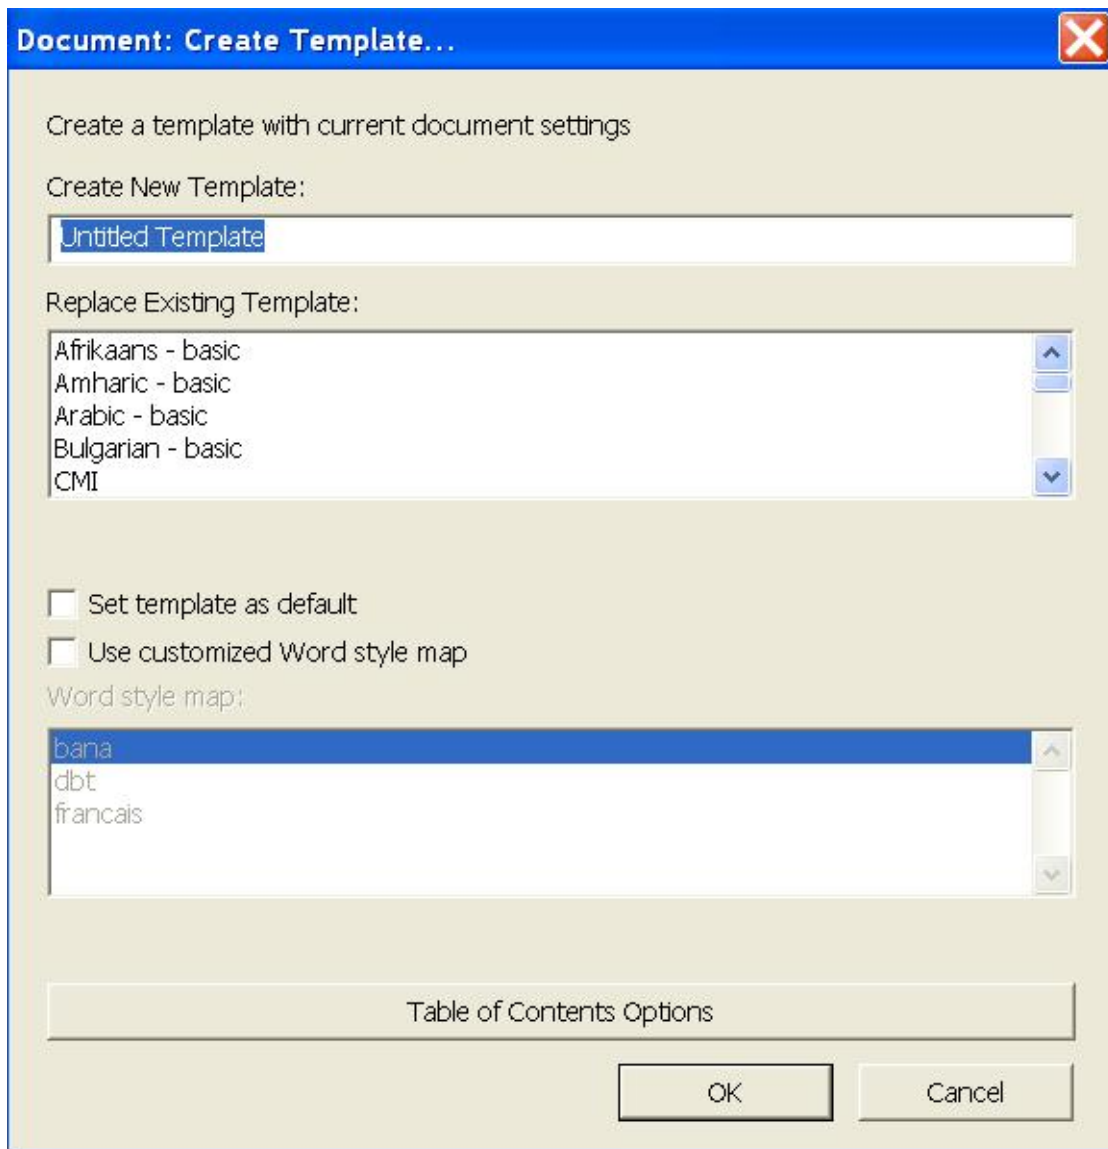 Document: Create Template...
Create a template with current document settings
Create New Template:
Untitled Template
Replace Existing Template:
Afrikaans - basic
Amharic - basic
Arabic - basic
Bulgarian - basic
CMI
Set template as default
Use customized Word style map
Word style map:
bana
dbt
francais
Table of Contents Options
OK
Cancel